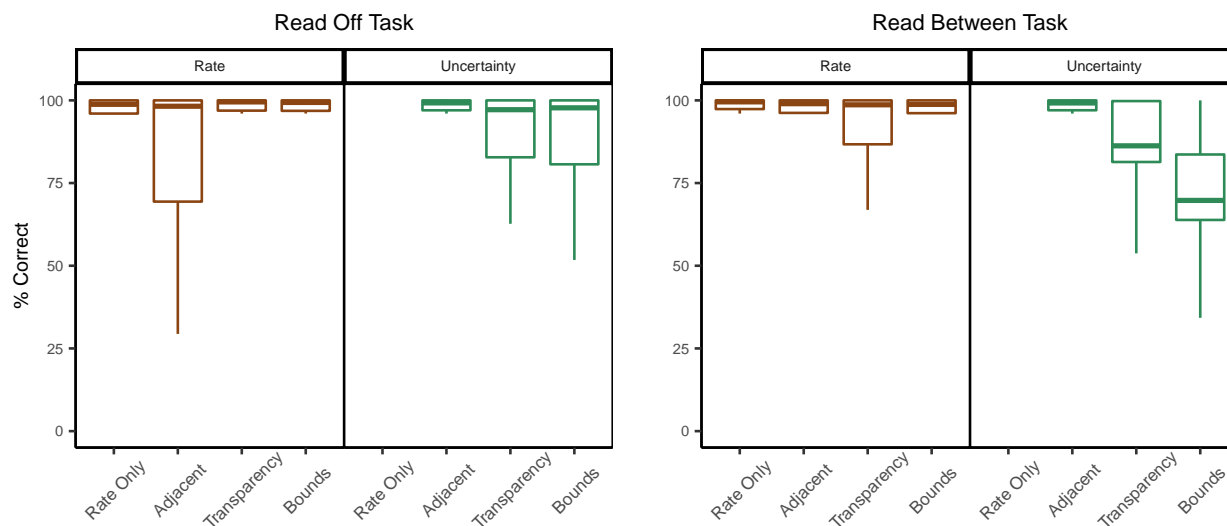 Read Off Task
Rate
Uncertainty
100
75
50
25
0
% Correct
Rate Only
Adjacent
Transparency
Bounds
Rate Only
Adjacent
Transparency
Bounds
Read Between Task
Rate
Uncertainty
100
75
50
25
0
Rate Only
Adjacent
Transparency
Bounds
Rate Only
Adjacent
Transparency
Bounds